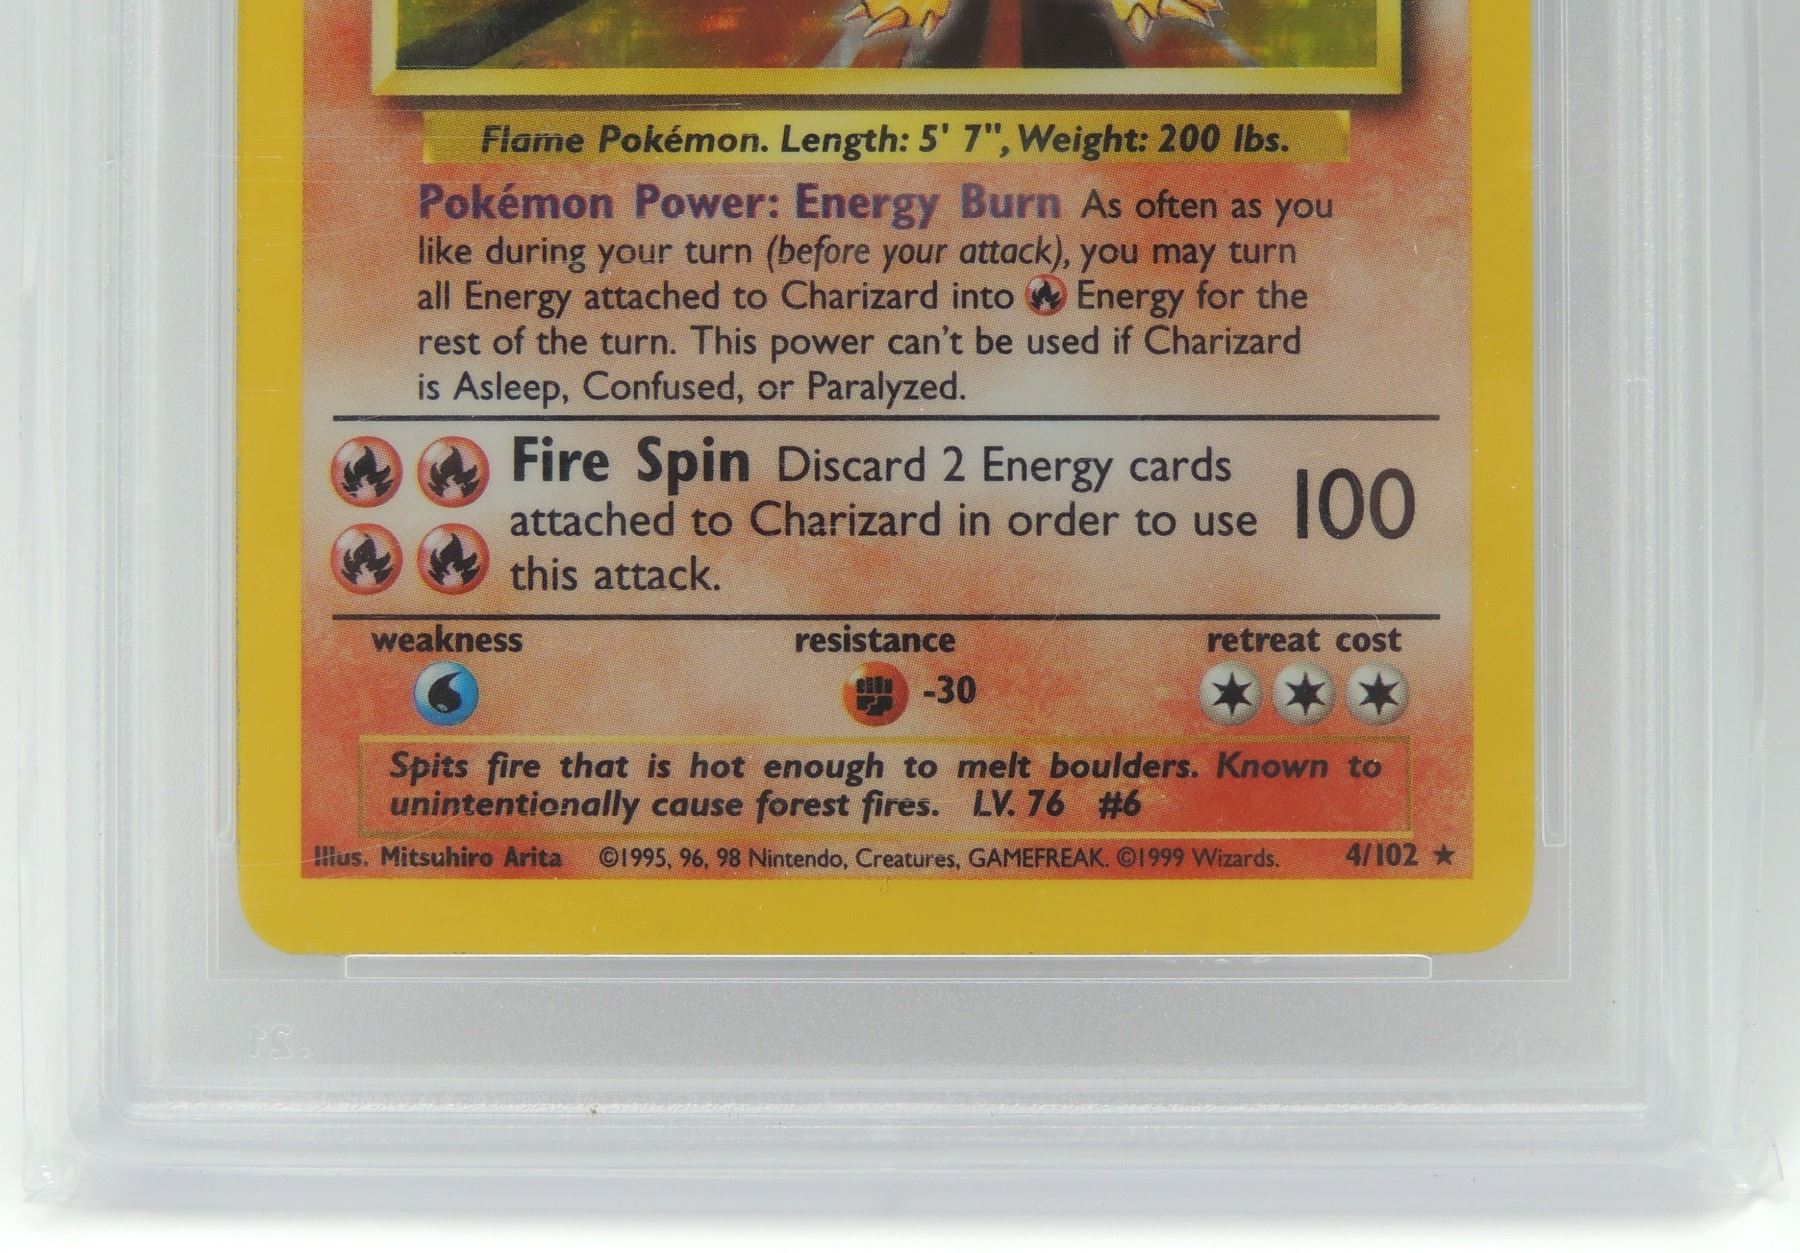 Flame Pokémon. Length: 5' 7", Weight: 200 lbs.
Pokémon Power: Energy Burn As often as you
like during your turn (before your attack), you may turn
all Energy attached to Charizard into Energy for the
rest of the turn. This power can't be used if Charizard
is Asleep, Confused, or Paralyzed.
Fire Spin Discard 2 Energy cards
attached to Charizard in order to use
this attack.
100
weakness resistance retreat cost
-30
Spits fire that is hot enough to melt boulders. Known to
unintentionally cause forest fires. LV. 76 #6
Illus. Mitsuhiro Arita ©1995, 96, 98 Nintendo, Creatures, GAMEFREAK. ©1999 Wizards. 4/102 ★